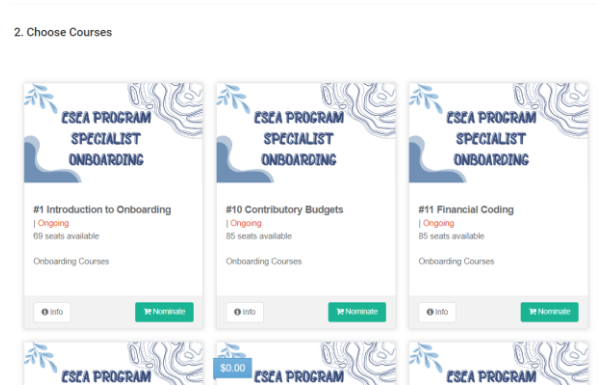 2. Choose Courses
ESEA PROGRAM
SPECIALIST
ONBOARDING
#1 Introduction to Onboarding
| Ongoing
69 seats available
Onboarding Courses
Info
Nominate
ESEA PROGRAM
SPECIALIST
ONBOARDING
#10 Contributory Budgets
| Ongoing
85 seats available
Onboarding Courses
Info
Nominate
ESEA PROGRAM
SPECIALIST
ONBOARDING
#11 Financial Coding
| Ongoing
85 seats available
Onboarding Courses
Info
Nominate
ESEA PROGRAM
$0.00
ESEA PROGRAM
ESEA PROGRAM